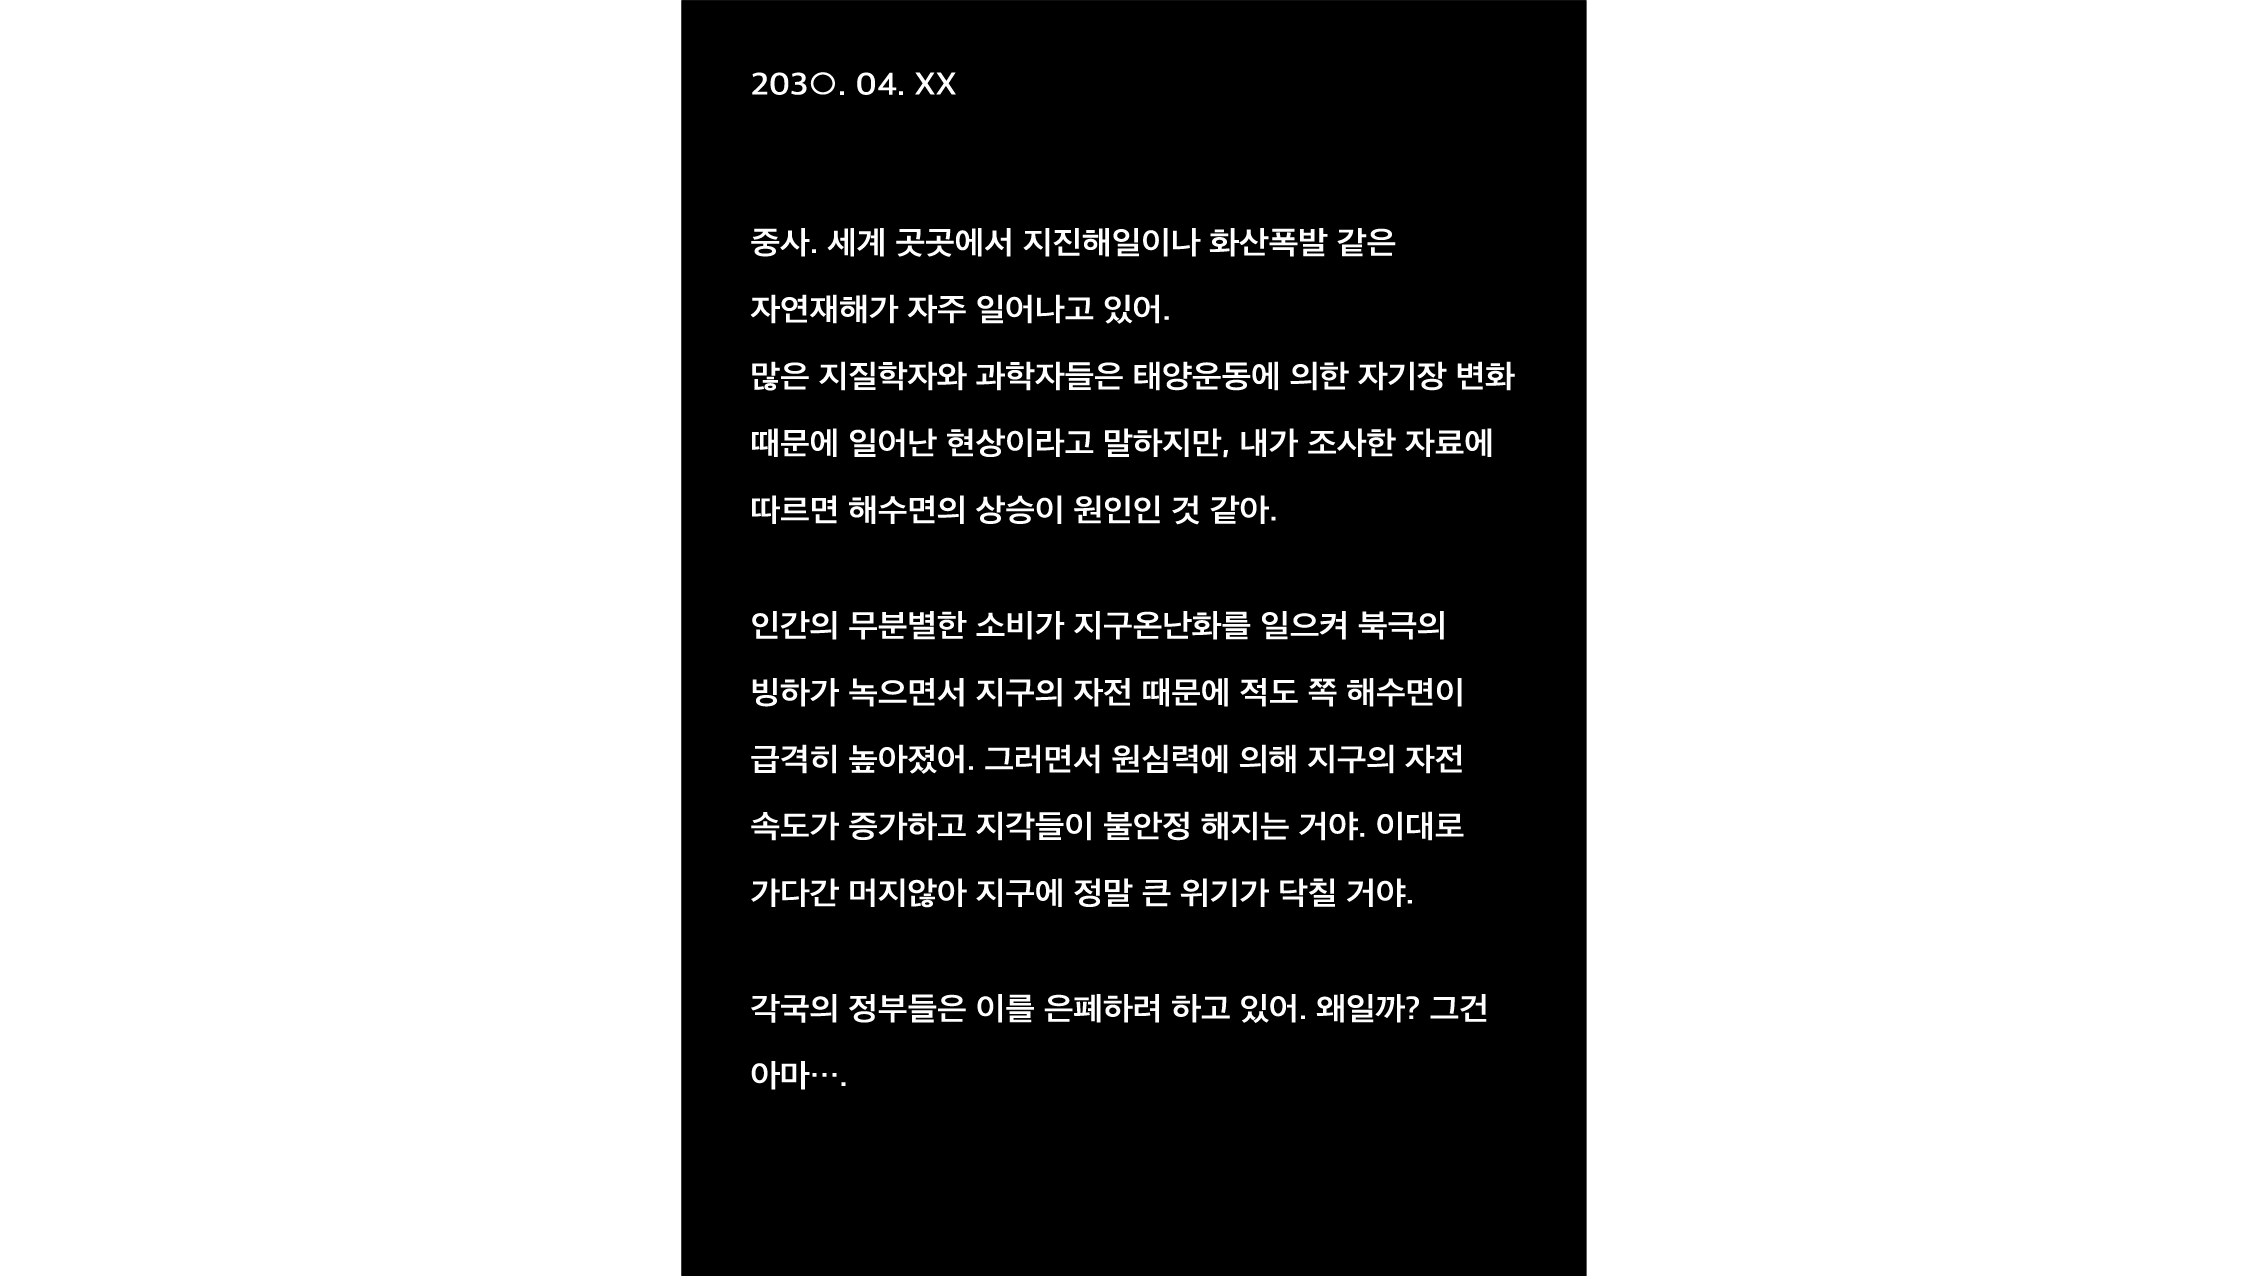 203○. 04. XX
중사. 세계 곳곳에서 지진해일이나 화산폭발 같은
자연재해가 자주 일어나고 있어.
많은 지질학자와 과학자들은 태양운동에 의한 자기장 변화
때문에 일어난 현상이라고 말하지만, 내가 조사한 자료에
따르면 해수면의 상승이 원인인 것 같아.
인간의 무분별한 소비가 지구온난화를 일으켜 북극의
빙하가 녹으면서 지구의 자전 때문에 적도 쪽 해수면이
급격히 높아졌어. 그러면서 원심력에 의해 지구의 자전
속도가 증가하고 지각들이 불안정 해지는 거야. 이대로
가다간 머지않아 지구에 정말 큰 위기가 닥칠 거야.
각국의 정부들은 이를 은폐하려 하고 있어. 왜일까? 그건
아마….